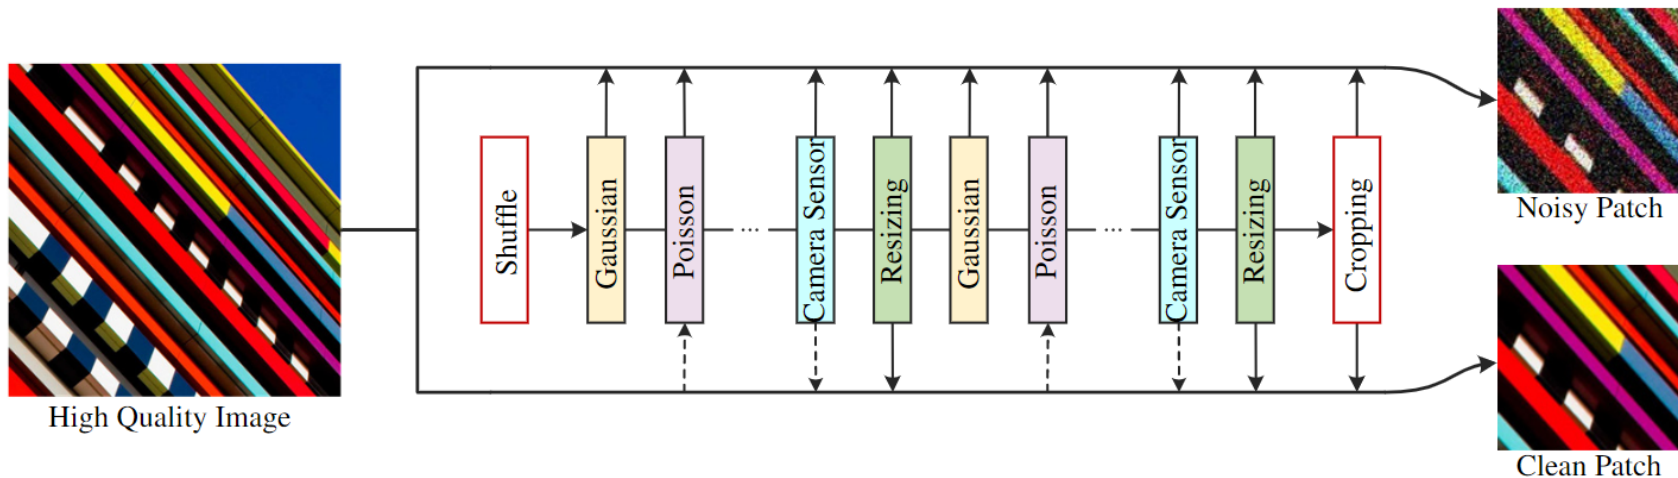 High Quality Image
Shuffle
Gaussian
Poisson
...
Camera Sensor
Resizing
Gaussian
Poisson
...
Camera Sensor
Resizing
Cropping
Noisy Patch
Clean Patch